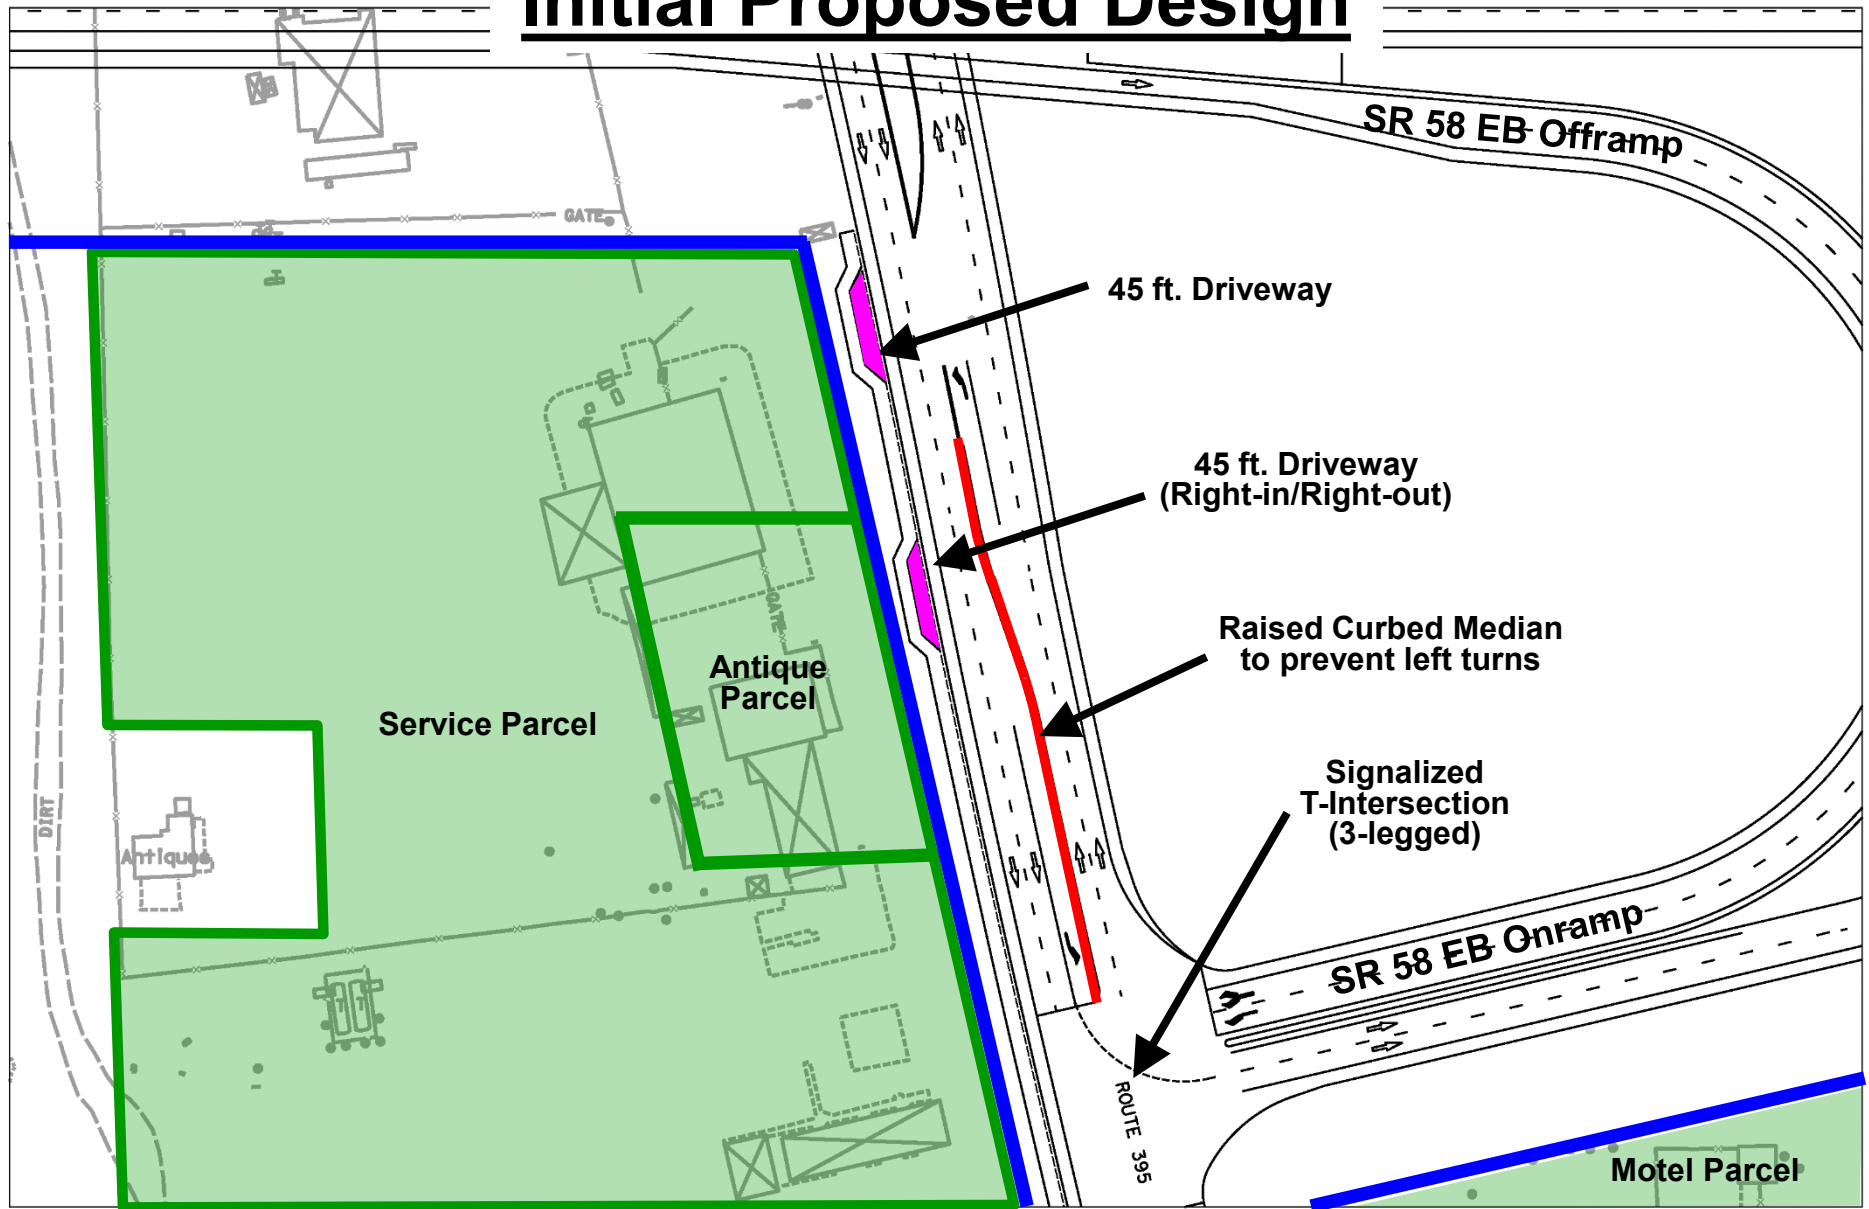 Initial Proposed Design
SR 58 EB Offramp
GATE
45 ft. Driveway
45 ft. Driveway
(Right-in/Right-out)
GATE
Raised Curbed Median
to prevent left turns
Antique
Parcel
Service Parcel
Signalized
T-Intersection
(3-legged)
DIRT
Antiques
SR 58 EB Onramp
T T
ROUTE 395
Motel Parcel